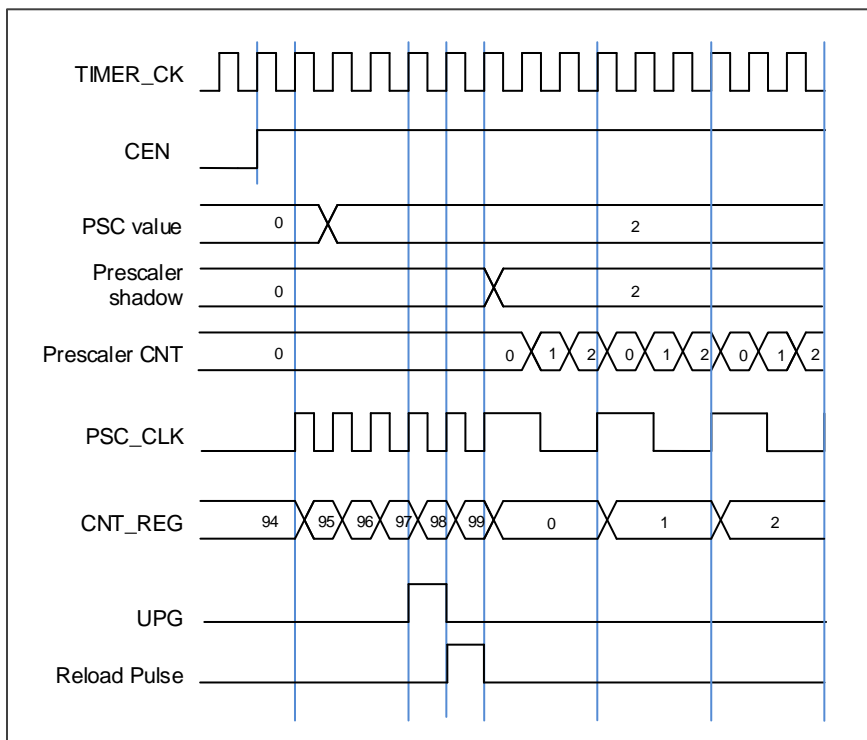 TIMER_CK
CEN
PSC value 0 2
Prescaler
shadow 0 2
Prescaler CNT 0 0 1 2 0 1 2 0 1 2
PSC_CLK
CNT_REG 94 95 96 97 98 99 0 1 2
UPG
Reload Pulse